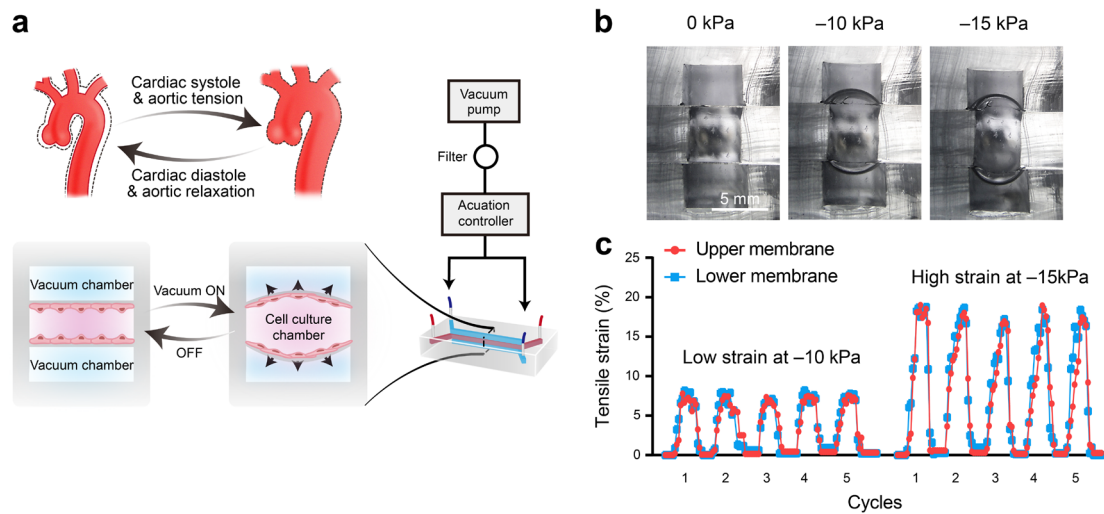 a
Cardiac systole
& aortic tension
Cardiac diastole
& aortic relaxation
Vacuum
pump
Filter
Acuation
controller
Vacuum chamber
Vacuum chamber
Vacuum ON
OFF
Cell culture
chamber
b
0 kPa
–10 kPa
–15 kPa
5 mm
c
Upper membrane
Lower membrane
High strain at –15kPa
Low strain at –10 kPa
Tensile strain (%)
25
20
15
10
5
0
1 2 3 4 5 1 2 3 4 5
Cycles